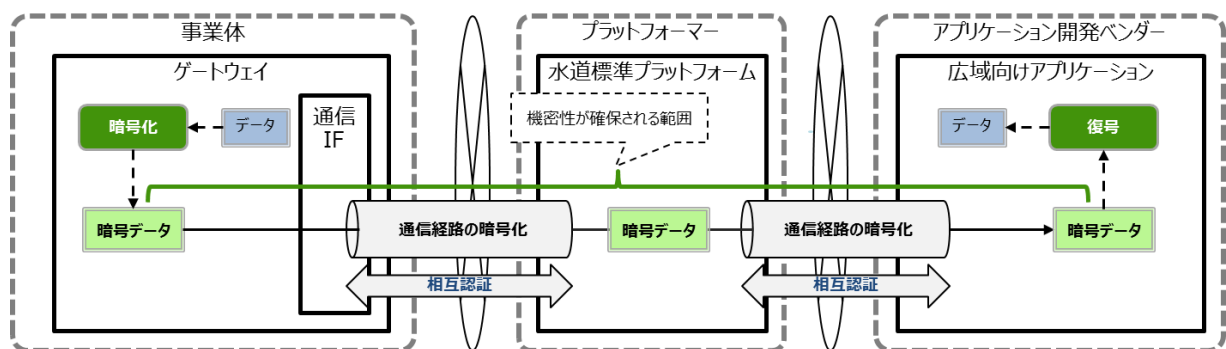 事業体
プラットフォーマー
アプリケーション開発ベンダー
ゲートウェイ
水道標準プラットフォーム
広域向けアプリケーション
暗号化
データ
通信
IF
機密性が確保される範囲
データ
復号
暗号データ
通信経路の暗号化
暗号データ
通信経路の暗号化
暗号データ
相互認証
相互認証